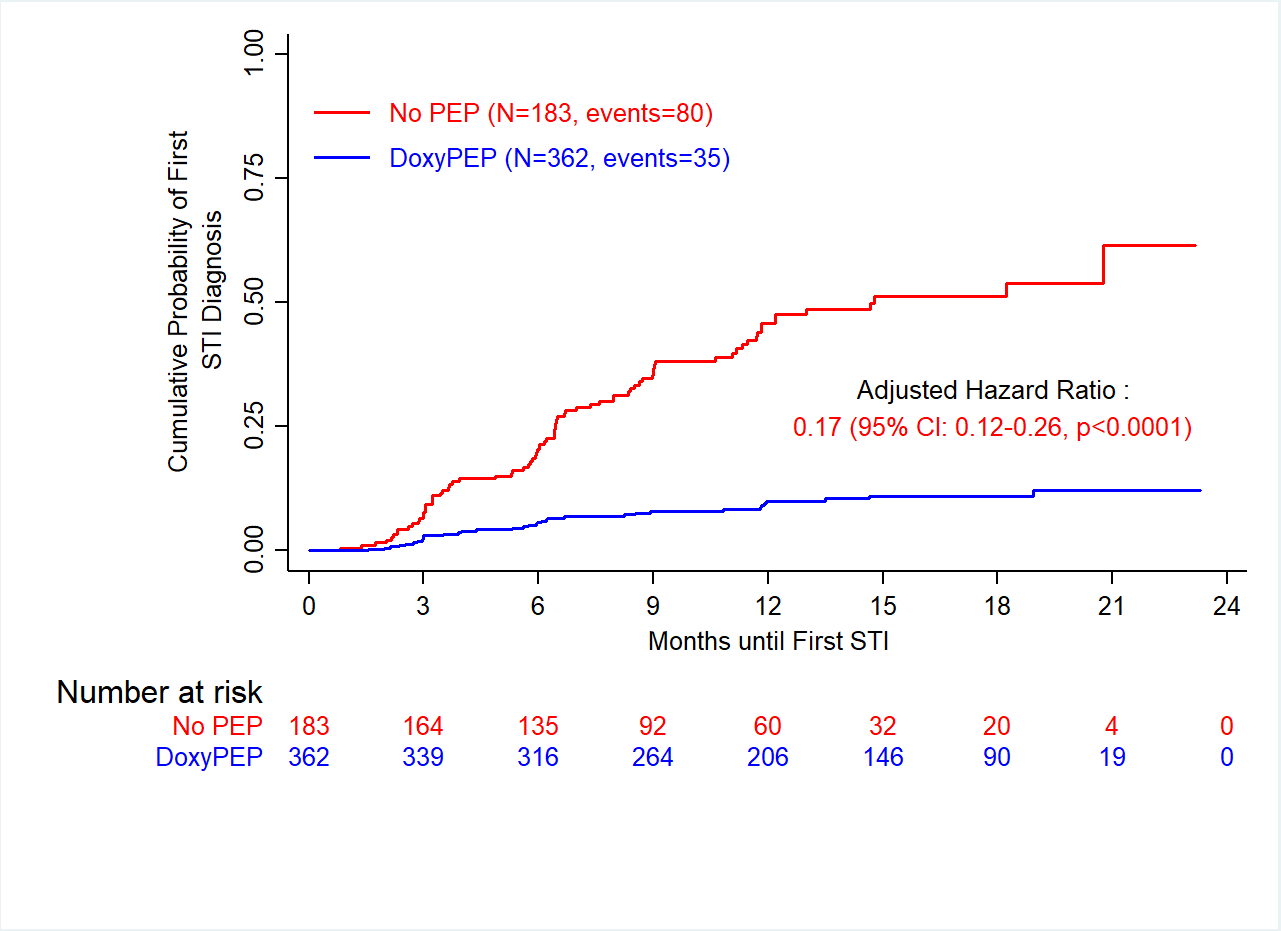 1.00
0.75
0.50
0.25
0.00
Cumulative Probability of First
STI Diagnosis
No PEP (N=183, events=80)
DoxyPEP (N=362, events=35)
Adjusted Hazard Ratio :
0.17 (95% CI: 0.12-0.26, p<0.0001)
0 3 6 9 12 15 18 21 24
Months until First STI
Number at risk
No PEP 183 164 135 92 60 32 20 4 0
DoxyPEP 362 339 316 264 206 146 90 19 0